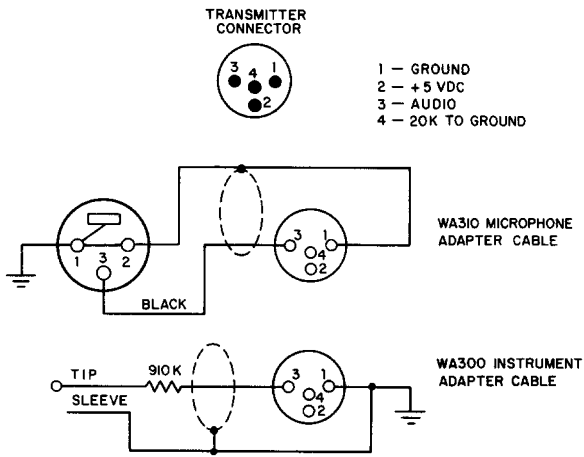 TRANSMITTER
CONNECTOR
3 4 1
2
1 – GROUND
2 – +5 VDC
3 – AUDIO
4 – 20K TO GROUND
1 3 2
BLACK
3 1
4
2
WA310 MICROPHONE
ADAPTER CABLE
TIP
910 K
SLEEVE
3 1
4
2
WA300 INSTRUMENT
ADAPTER CABLE